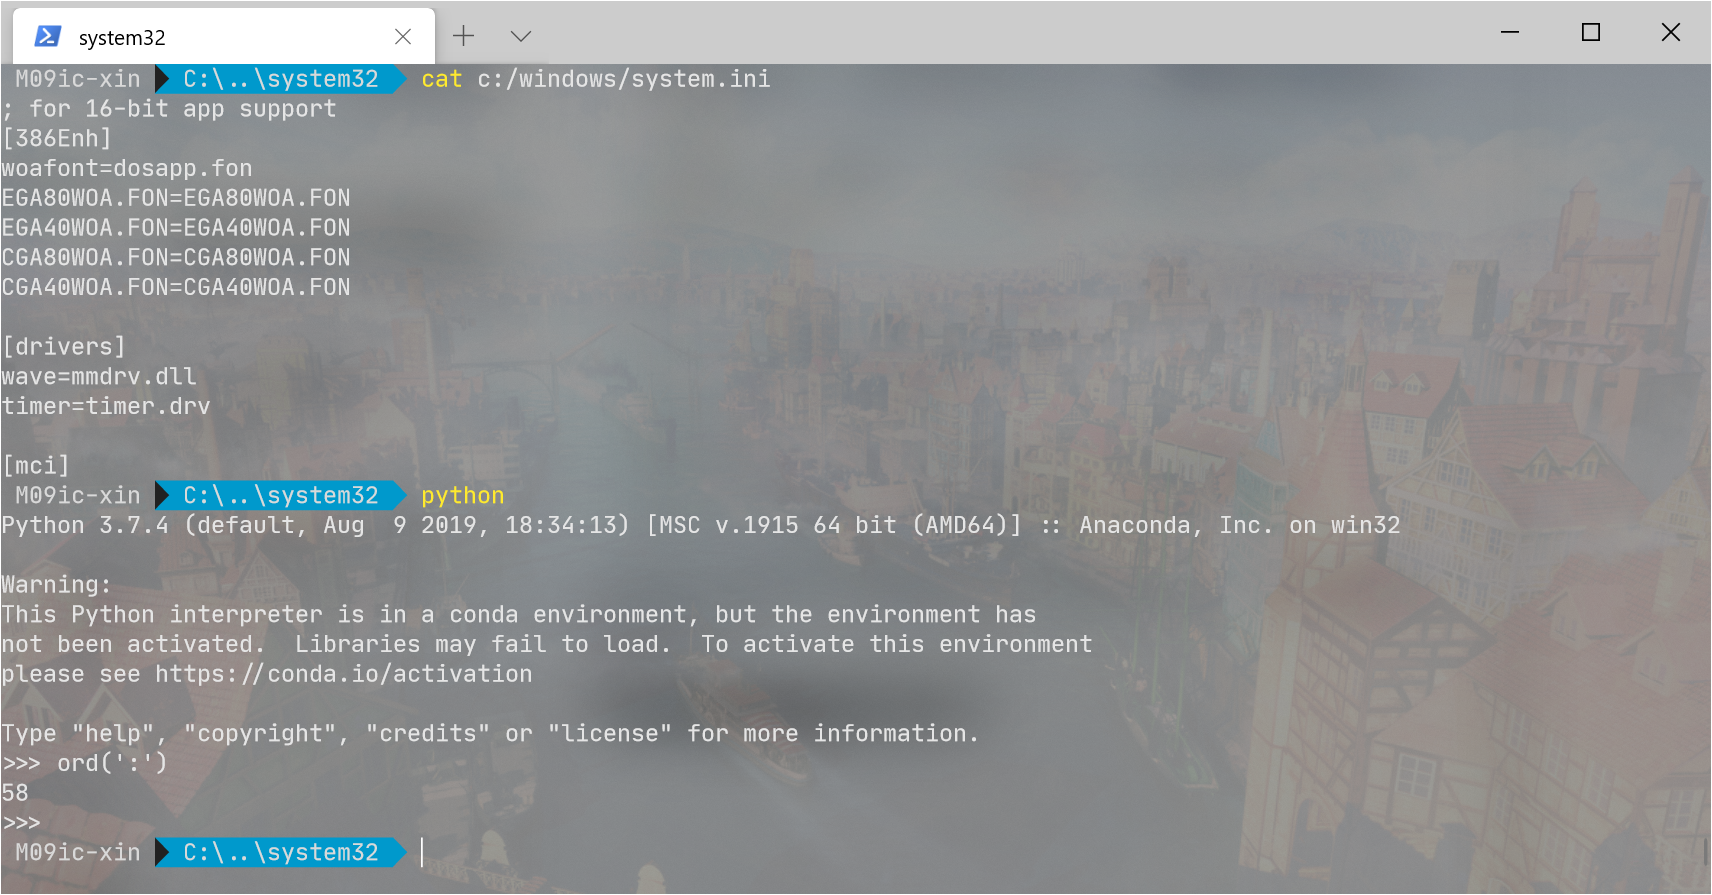 system32
M09ic-xin C:\..\system32 cat c:/windows/system.ini
; for 16-bit app support
[386Enh]
woafont=dosapp.fon
EGA80WOA.FON=EGA80WOA.FON
EGA40WOA.FON=EGA40WOA.FON
CGA80WOA.FON=CGA80WOA.FON
CGA40WOA.FON=CGA40WOA.FON
[drivers]
wave=mmdrv.dll
timer=timer.drv
[mci]
M09ic-xin C:\..\system32 python
Python 3.7.4 (default, Aug  9 2019, 18:34:13) [MSC v.1915 64 bit (AMD64)] :: Anaconda, Inc. on win32
Warning:
This Python interpreter is in a conda environment, but the environment has
not been activated.  Libraries may fail to load.  To activate this environment
please see https://conda.io/activation
Type "help", "copyright", "credits" or "license" for more information.
>>> ord(':')
58
>>>
M09ic-xin C:\..\system32